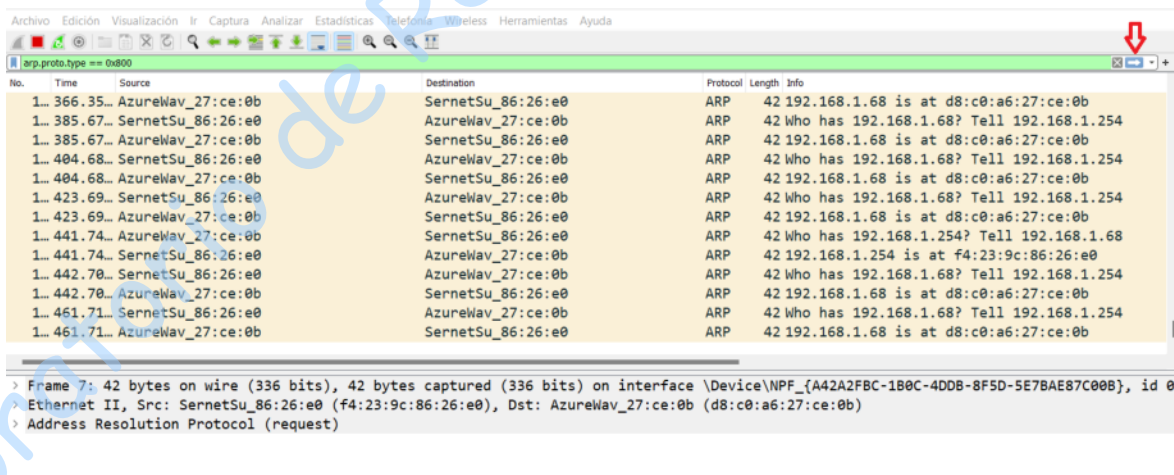 Archivo Edición Visualización Ir Captura Analizar Estadísticas Telefonía Wireless Herramientas Ayuda
arp.proto.type == 0x800
No. Time Source Destination Protocol Length Info
1… 366.35… AzureWav_27:ce:0b SernetSu_86:26:e0 ARP 42 192.168.1.68 is at d8:c0:a6:27:ce:0b
1… 385.67… SernetSu_86:26:e0 AzureWav_27:ce:0b ARP 42 Who has 192.168.1.68? Tell 192.168.1.254
1… 385.67… AzureWav_27:ce:0b SernetSu_86:26:e0 ARP 42 192.168.1.68 is at d8:c0:a6:27:ce:0b
1… 404.68… SernetSu_86:26:e0 AzureWav_27:ce:0b ARP 42 Who has 192.168.1.68? Tell 192.168.1.254
1… 404.68… AzureWav_27:ce:0b SernetSu_86:26:e0 ARP 42 192.168.1.68 is at d8:c0:a6:27:ce:0b
1… 423.69… SernetSu_86:26:e0 AzureWav_27:ce:0b ARP 42 Who has 192.168.1.68? Tell 192.168.1.254
1… 423.69… AzureWav_27:ce:0b SernetSu_86:26:e0 ARP 42 192.168.1.68 is at d8:c0:a6:27:ce:0b
1… 441.74… AzureWav_27:ce:0b SernetSu_86:26:e0 ARP 42 Who has 192.168.1.254? Tell 192.168.1.68
1… 441.74… SernetSu_86:26:e0 AzureWav_27:ce:0b ARP 42 192.168.1.254 is at f4:23:9c:86:26:e0
1… 442.70… SernetSu_86:26:e0 AzureWav_27:ce:0b ARP 42 Who has 192.168.1.68? Tell 192.168.1.254
1… 442.70… AzureWav_27:ce:0b SernetSu_86:26:e0 ARP 42 192.168.1.68 is at d8:c0:a6:27:ce:0b
1… 461.71… SernetSu_86:26:e0 AzureWav_27:ce:0b ARP 42 Who has 192.168.1.68? Tell 192.168.1.254
1… 461.71… AzureWav_27:ce:0b SernetSu_86:26:e0 ARP 42 192.168.1.68 is at d8:c0:a6:27:ce:0b
> Frame 7: 42 bytes on wire (336 bits), 42 bytes captured (336 bits) on interface \Device\NPF_{A42A2FBC-1B0C-4DDB-8F5D-5E7BAE87C00B}, id 0
> Ethernet II, Src: SernetSu_86:26:e0 (f4:23:9c:86:26:e0), Dst: AzureWav_27:ce:0b (d8:c0:a6:27:ce:0b)
> Address Resolution Protocol (request)